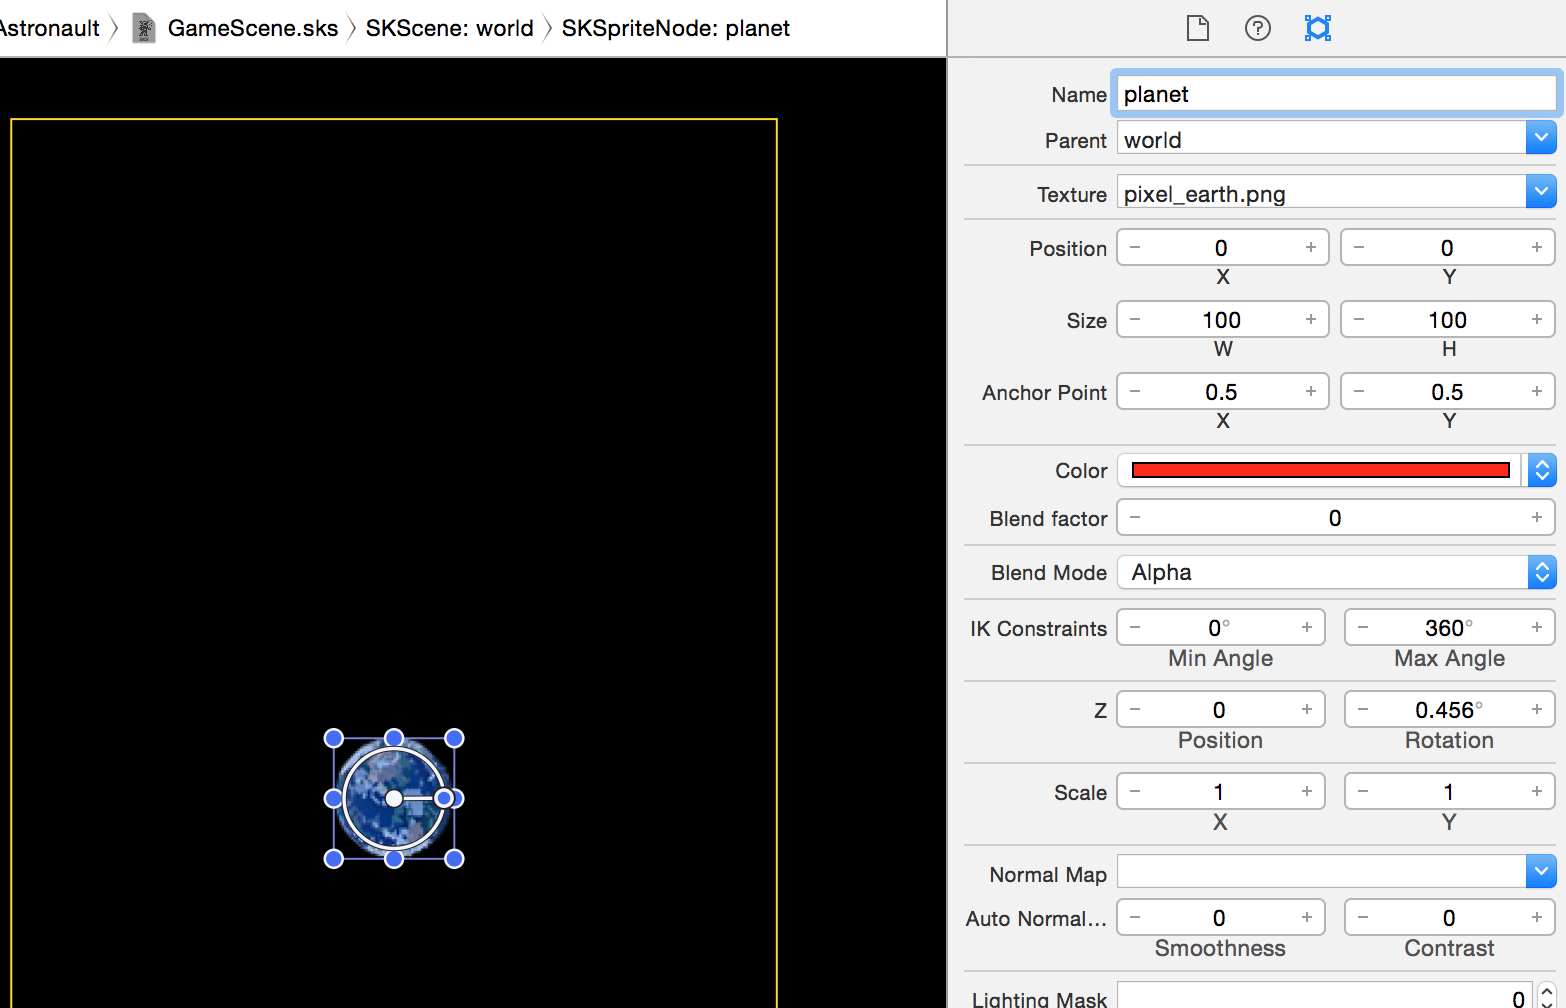 Astronaut GameScene.sks SKScene: world SKSpriteNode: planet
Name planet
Parent world
Texture pixel_earth.png
Position − 0 + − 0 +
X Y
Size − 100 + − 100 +
W H
Anchor Point − 0.5 + − 0.5 +
X Y
Color
Blend factor − 0 +
Blend Mode Alpha
IK Constraints − 0° + − 360° +
Min Angle Max Angle
Z − 0 + − 0.456° +
Position Rotation
Scale − 1 + − 1 +
X Y
Normal Map
Auto Normal... − 0 + − 0 +
Smoothness Contrast
Lighting Mask 0